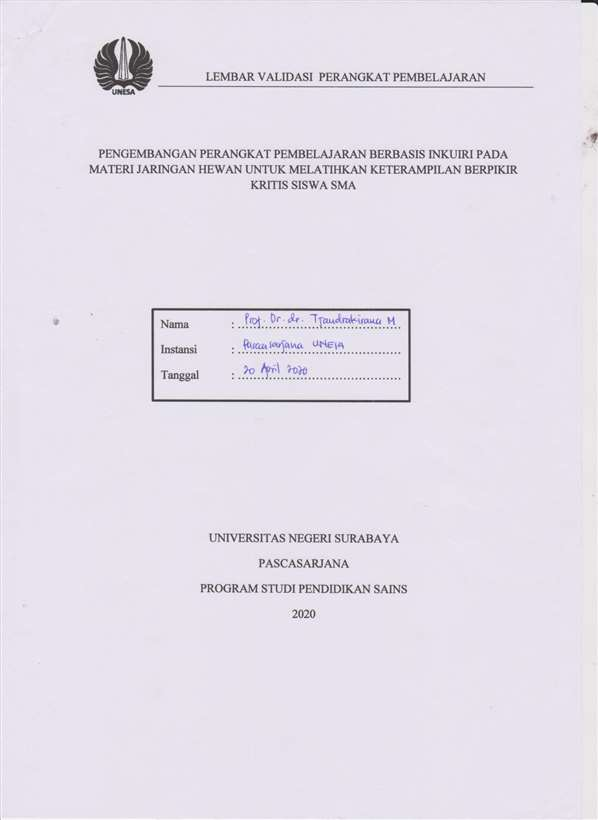 UNESA
LEMBAR VALIDASI PERANGKAT PEMBELAJARAN
PENGEMBANGAN PERANGKAT PEMBELAJARAN BERBASIS INKUIRI PADA
MATERI JARINGAN HEWAN UNTUK MELATIHKAN KETERAMPILAN BERPIKIR
KRITIS SISWA SMA
Nama : Prof. Dr. dr. Tjandrakirana M
Instansi : Pascasarjana UNESA
Tanggal : 20 April 2020
UNIVERSITAS NEGERI SURABAYA
PASCASARJANA
PROGRAM STUDI PENDIDIKAN SAINS
2020